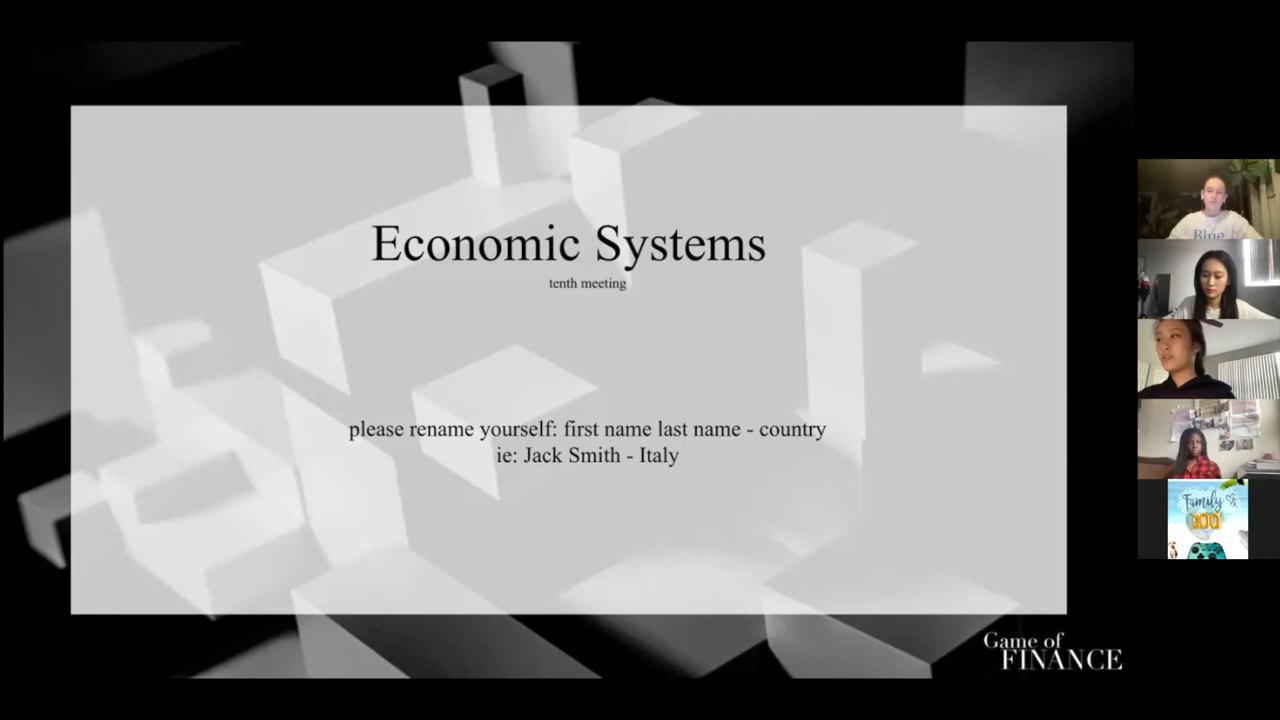 Economic Systems
tenth meeting
please rename yourself: first name last name - country
ie: Jack Smith - Italy
Game of
FINANCE
Blue
Family
100